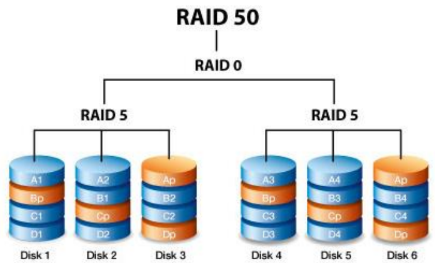 RAID 50
RAID 0
RAID 5 RAID 5
A1 A2 Ap A3 A4 Ap
Bp B1 B2 Bp B3 B4
C1 Cp C2 C3 Cp C4
D1 D2 Dp D3 D4 Dp
Disk 1 Disk 2 Disk 3 Disk 4 Disk 5 Disk 6